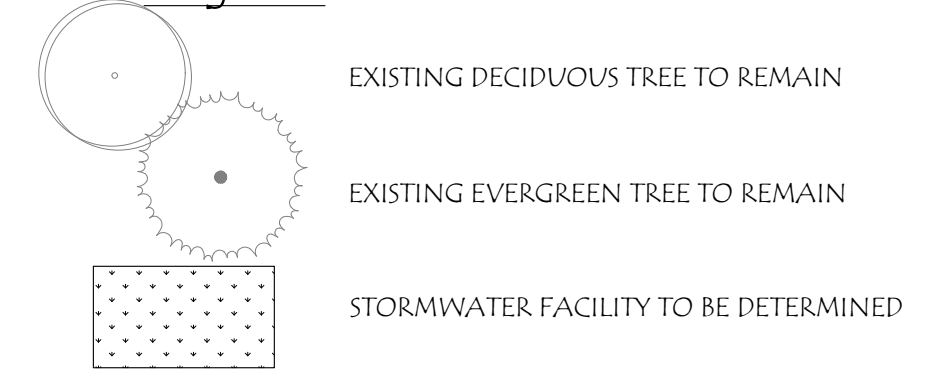 EXISTING DECIDUOUS TREE TO REMAIN
EXISTING EVERGREEN TREE TO REMAIN
STORMWATER FACILITY TO BE DETERMINED